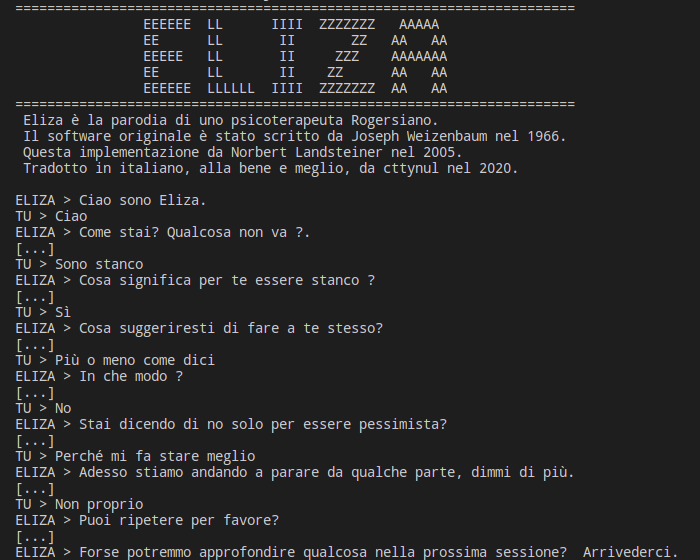 ======================================================================
EEEEEE  LL      IIII  ZZZZZZZ   AAAAA
EE      LL       II       ZZ   AA   AA
EEEEE   LL       II     ZZZ    AAAAAAA
EE      LL       II    ZZ      AA   AA
EEEEEE  LLLLLL  IIII  ZZZZZZZ  AA   AA
======================================================================
Eliza è la parodia di uno psicoterapeuta Rogersiano.
Il software originale è stato scritto da Joseph Weizenbaum nel 1966.
Questa implementazione da Norbert Landsteiner nel 2005.
Tradotto in italiano, alla bene e meglio, da cttynul nel 2020.
ELIZA > Ciao sono Eliza.
TU > Ciao
ELIZA > Come stai? Qualcosa non va ?.
[...]
TU > Sono stanco
ELIZA > Cosa significa per te essere stanco ?
[...]
TU > Sì
ELIZA > Cosa suggeriresti di fare a te stesso?
[...]
TU > Più o meno come dici
ELIZA > In che modo ?
[...]
TU > No
ELIZA > Stai dicendo di no solo per essere pessimista?
[...]
TU > Perché mi fa stare meglio
ELIZA > Adesso stiamo andando a parare da qualche parte, dimmi di più.
[...]
TU > Non proprio
ELIZA > Puoi ripetere per favore?
[...]
ELIZA > Forse potremmo approfondire qualcosa nella prossima sessione?  Arrivederci.